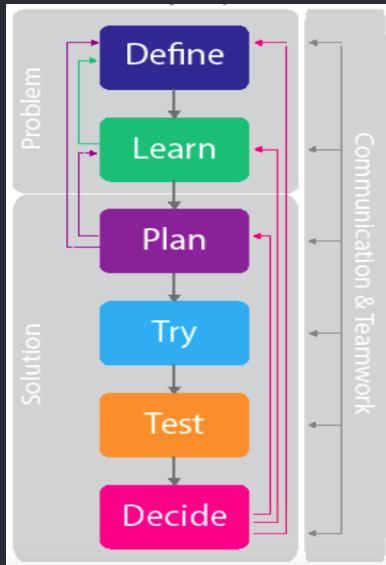 Problem
Define
Learn
Solution
Plan
Try
Test
Decide
Communication & Teamwork